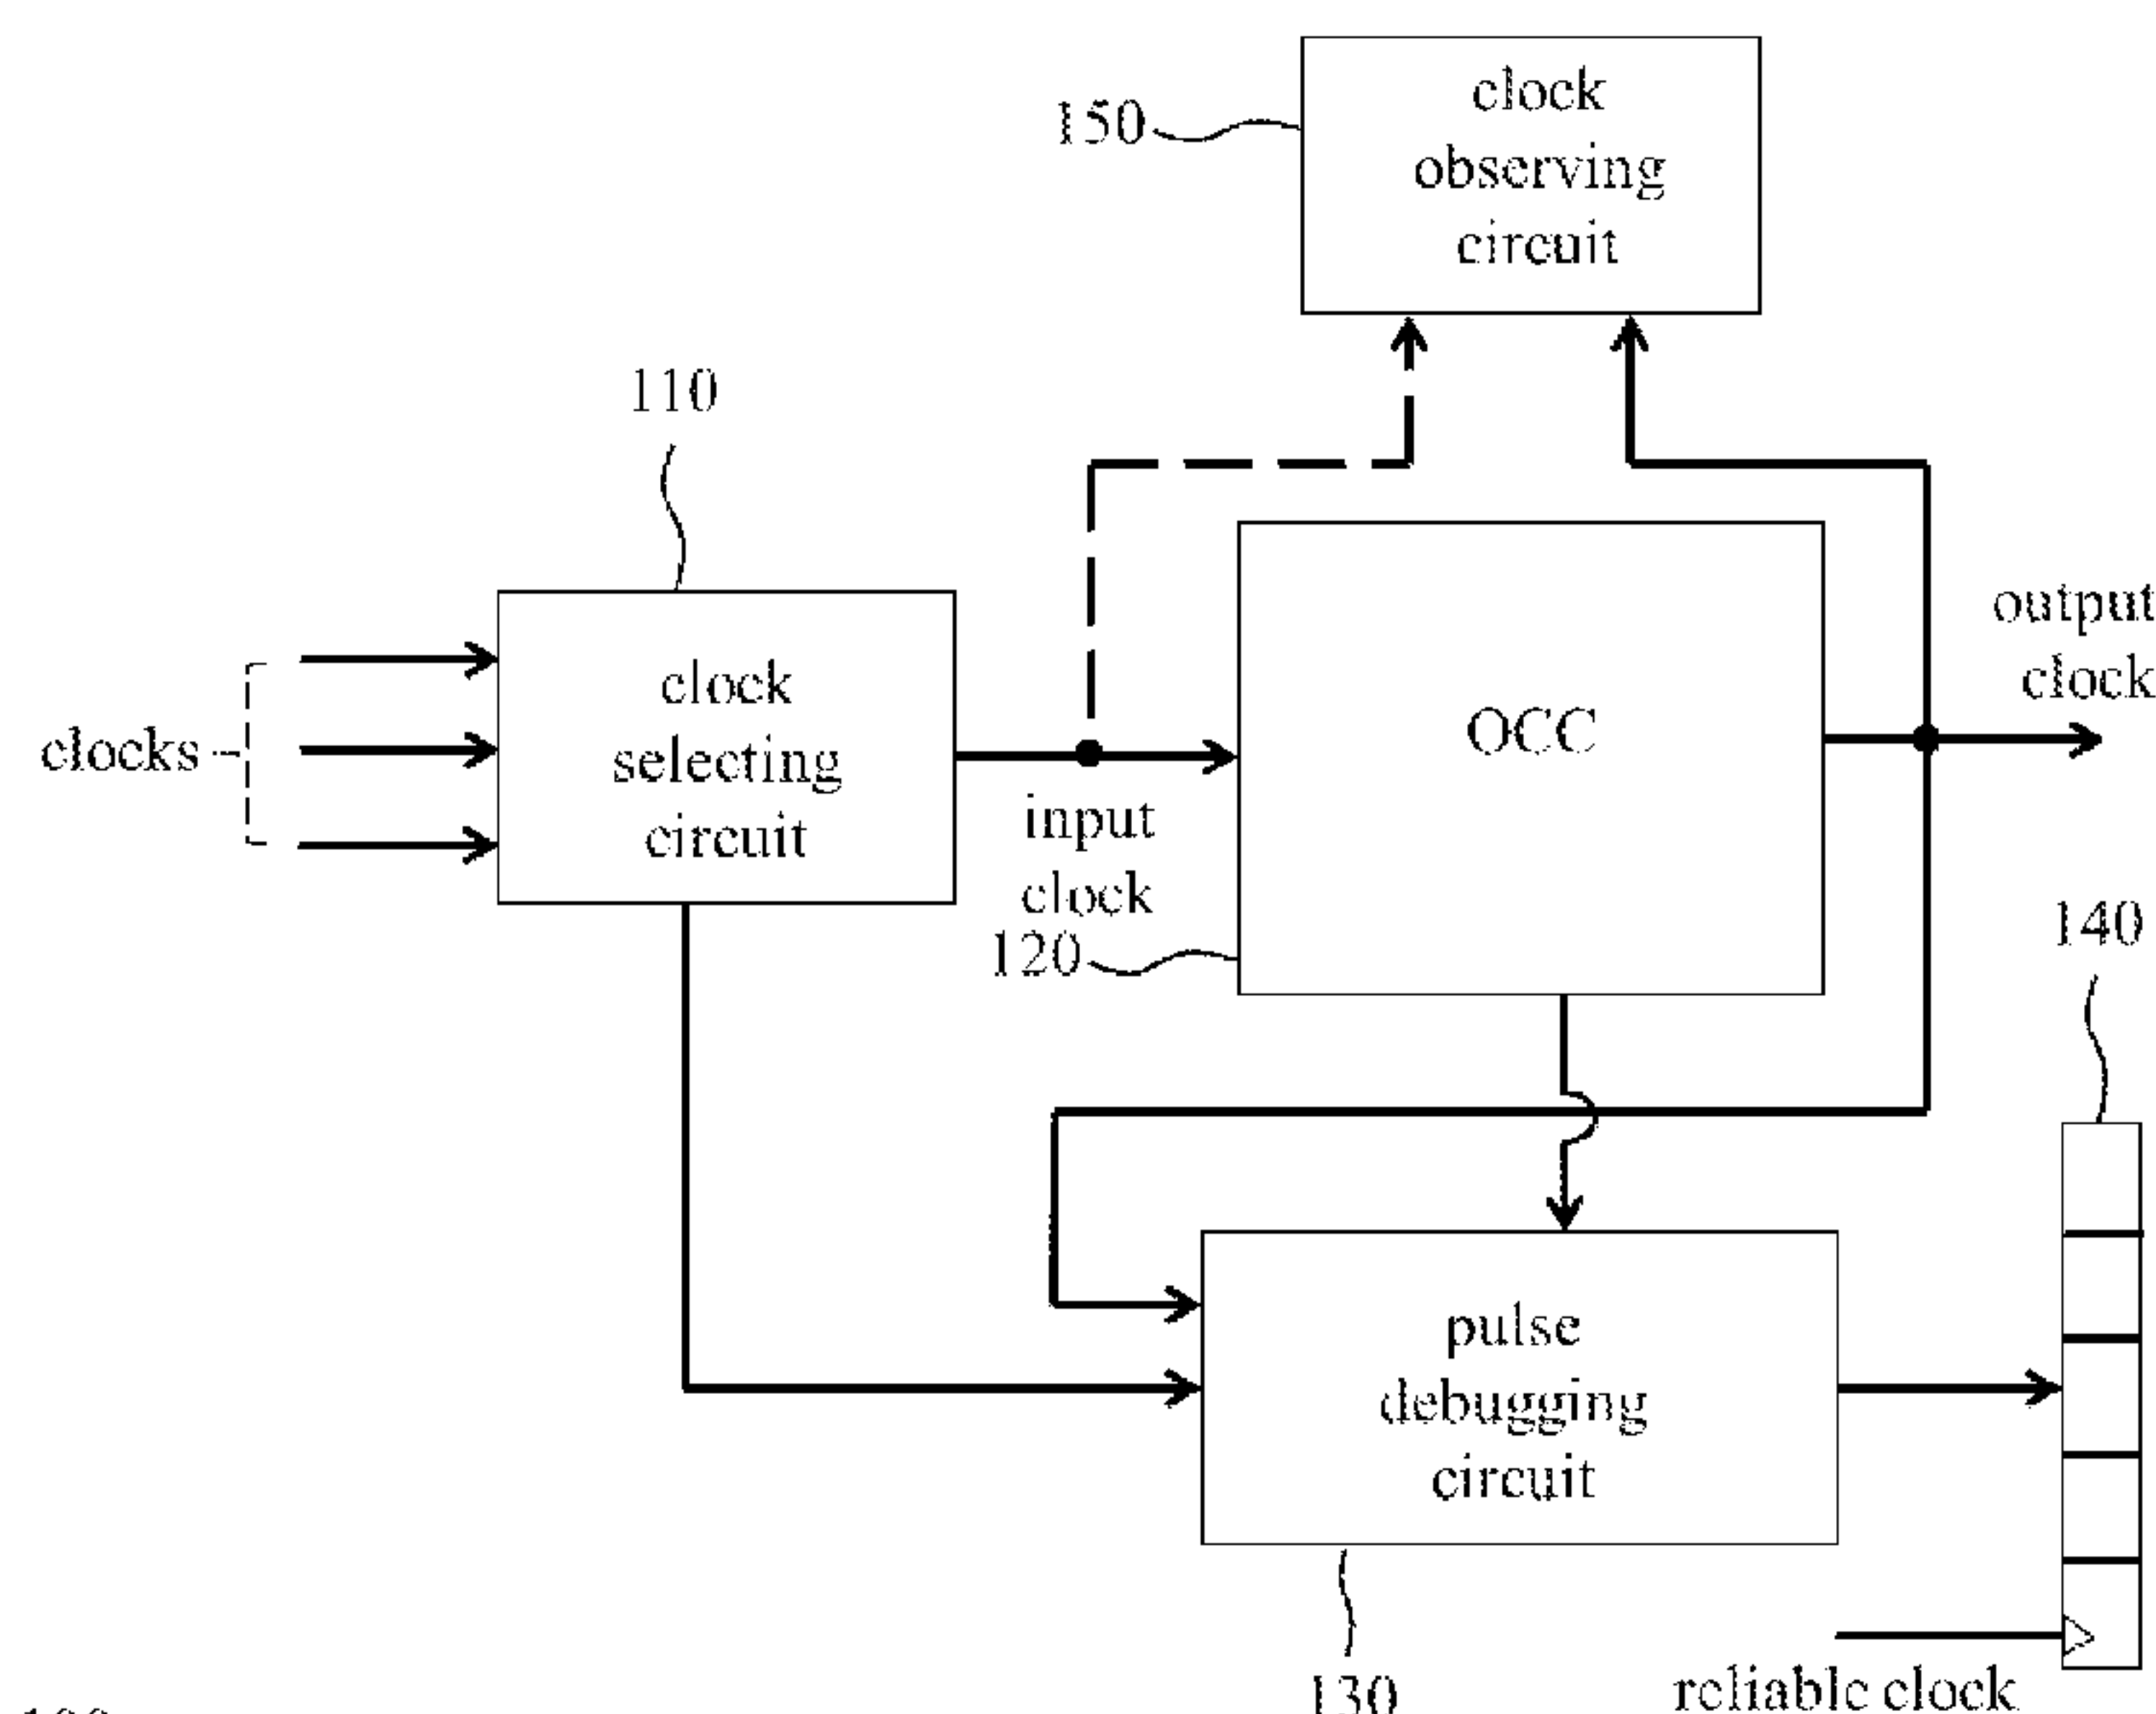 clock
observing
circuit
150
110
clocks
clock
selecting
circuit
input
clock
OCC
output
clock
120
140
pulse
debugging
circuit
130
reliable clock